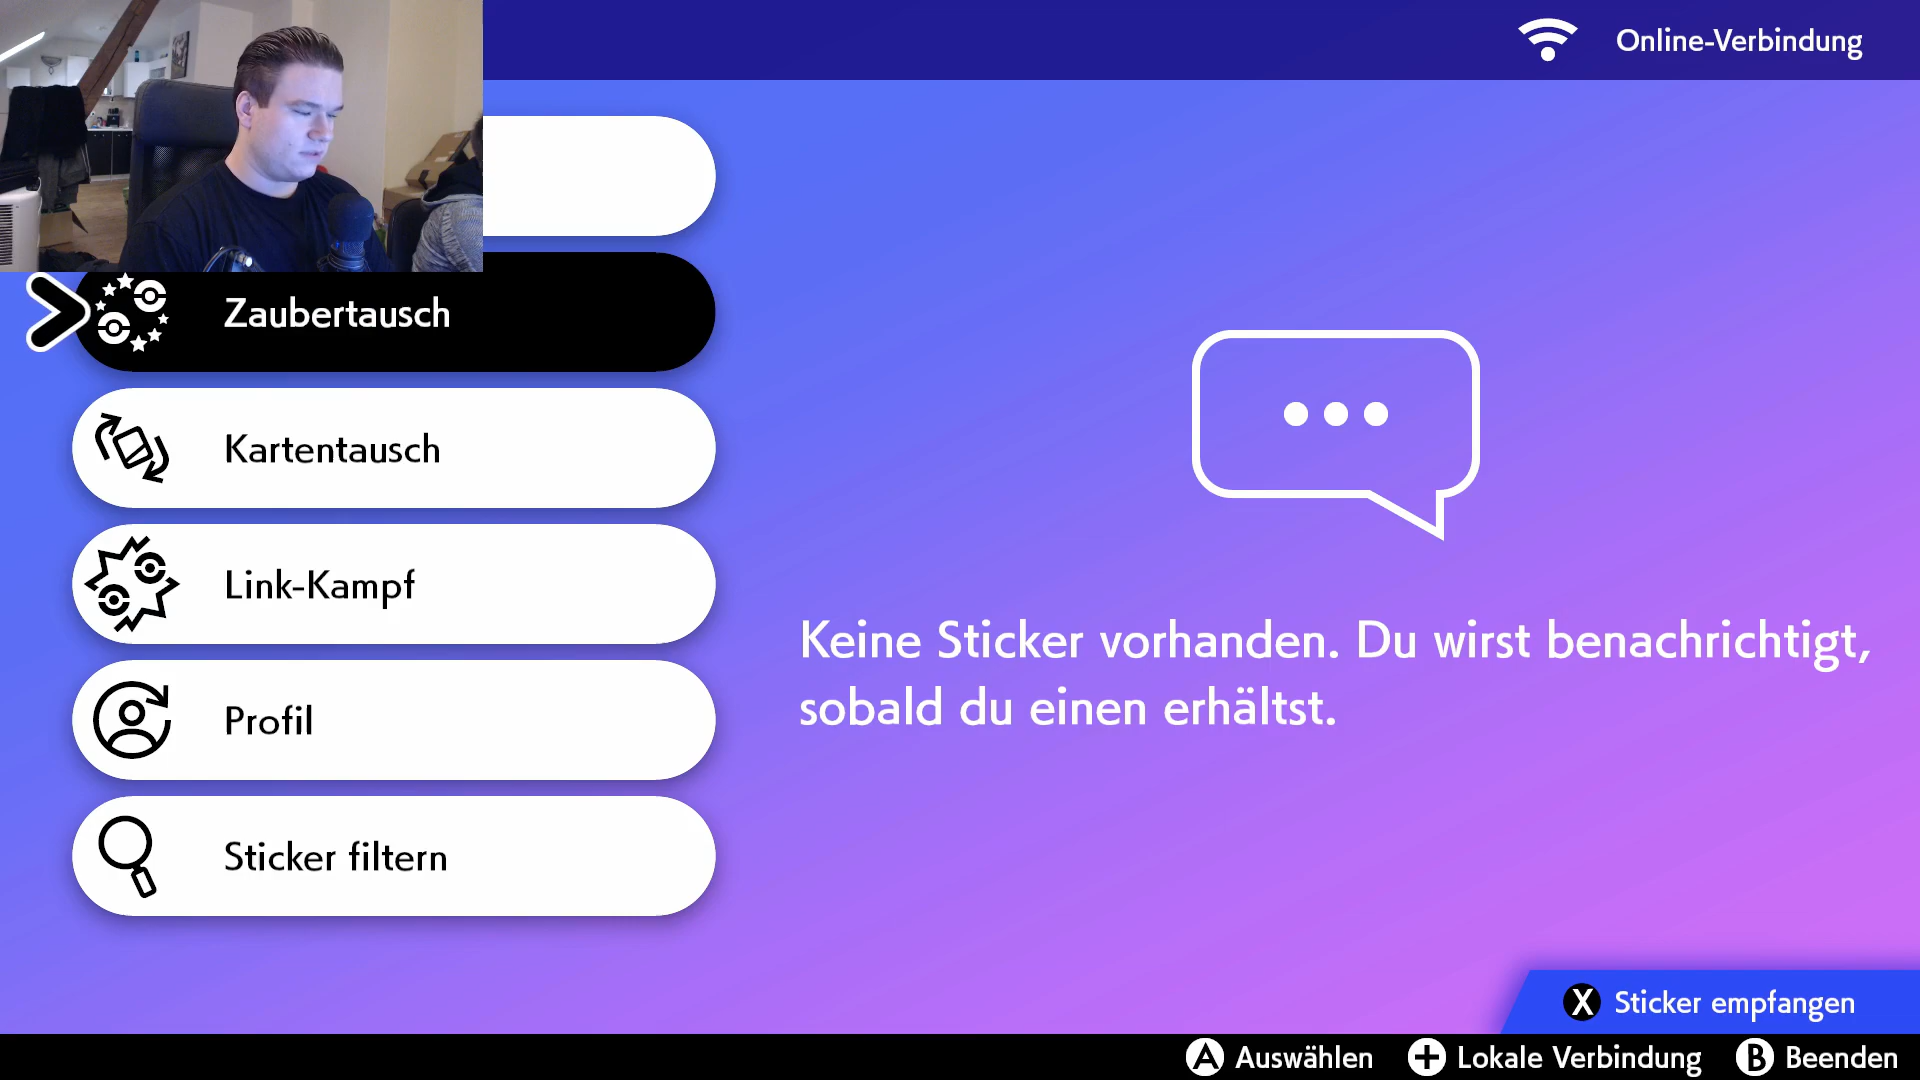 Online-Verbindung
Zaubertausch
Kartentausch
Link-Kampf
Profil
Sticker filtern
Keine Sticker vorhanden. Du wirst benachrichtigt,
sobald du einen erhältst.
X Sticker empfangen
A Auswählen + Lokale Verbindung B Beenden